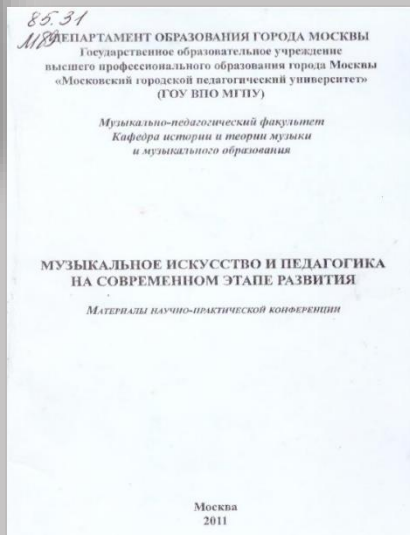 85.31
М89
ДЕПАРТАМЕНТ ОБРАЗОВАНИЯ ГОРОДА МОСКВЫ
Государственное образовательное учреждение
высшего профессионального образования города Москвы
«Московский городской педагогический университет»
(ГОУ ВПО МГПУ)
Музыкально-педагогический факультет
Кафедра истории и теории музыки
и музыкального образования
МУЗЫКАЛЬНОЕ ИСКУССТВО И ПЕДАГОГИКА
НА СОВРЕМЕННОМ ЭТАПЕ РАЗВИТИЯ
МАТЕРИАЛЫ НАУЧНО-ПРАКТИЧЕСКОЙ КОНФЕРЕНЦИИ
Москва
2011